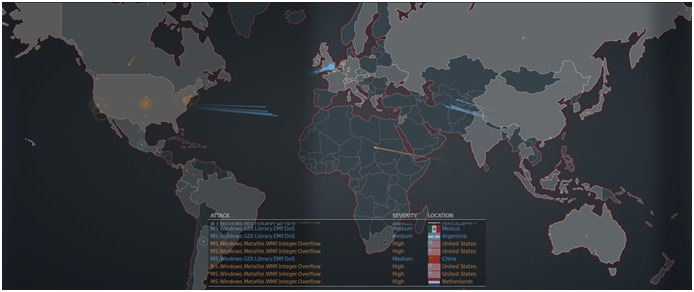 ATTACK SEVERITY LOCATION
MS.Windows.GDI.Library.EMF.DoS Medium Mexico
MS.Windows.GDI.Library.EMF.DoS Medium Argentina
MS.Windows.Metafile.WMF.Integer.Overflow High United States
MS.Windows.Metafile.WMF.Integer.Overflow High United States
MS.Windows.GDI.Library.EMF.DoS Medium China
MS.Windows.Metafile.WMF.Integer.Overflow High United States
MS.Windows.Metafile.WMF.Integer.Overflow High United States
MS.Windows.Metafile.WMF.Integer.Overflow High Netherlands